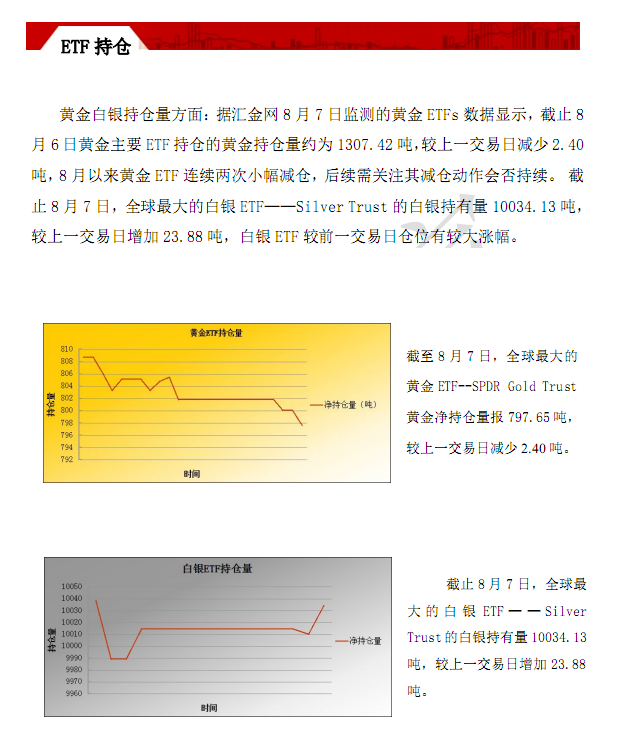 ETF 持仓
黄金白银持仓量方面：据汇金网 8 月 7 日监测的黄金 ETFs 数据显示，截止 8
月 6 日黄金主要 ETF 持仓的黄金持仓量约为 1307.42 吨,较上一交易日减少 2.40
吨,8 月以来黄金 ETF 连续两次小幅减仓，后续需关注其减仓动作会否持续。 截
止 8 月 7 日，全球最大的白银 ETF——Silver Trust 的白银持有量 10034.13 吨，
较上一交易日增加 23.88 吨，白银 ETF 较前一交易日仓位有较大涨幅。
黄金ETF持仓量
810
808
806
804
802
800
798
796
794
792
持仓量
时间
净持仓量（吨）
截至 8 月 7 日，全球最大的
黄金 ETF--SPDR Gold Trust
黄金净持仓量报 797.65 吨，
较上一交易日减少 2.40 吨。
白银ETF持仓量
10050
10040
10030
10020
10010
10000
9990
9980
9970
9960
持仓量
时间
净持仓量
截止 8 月 7 日，全球最
大的白银 ETF——Silver
Trust 的白银持有量 10034.13
吨，较上一交易日增加 23.88
吨。